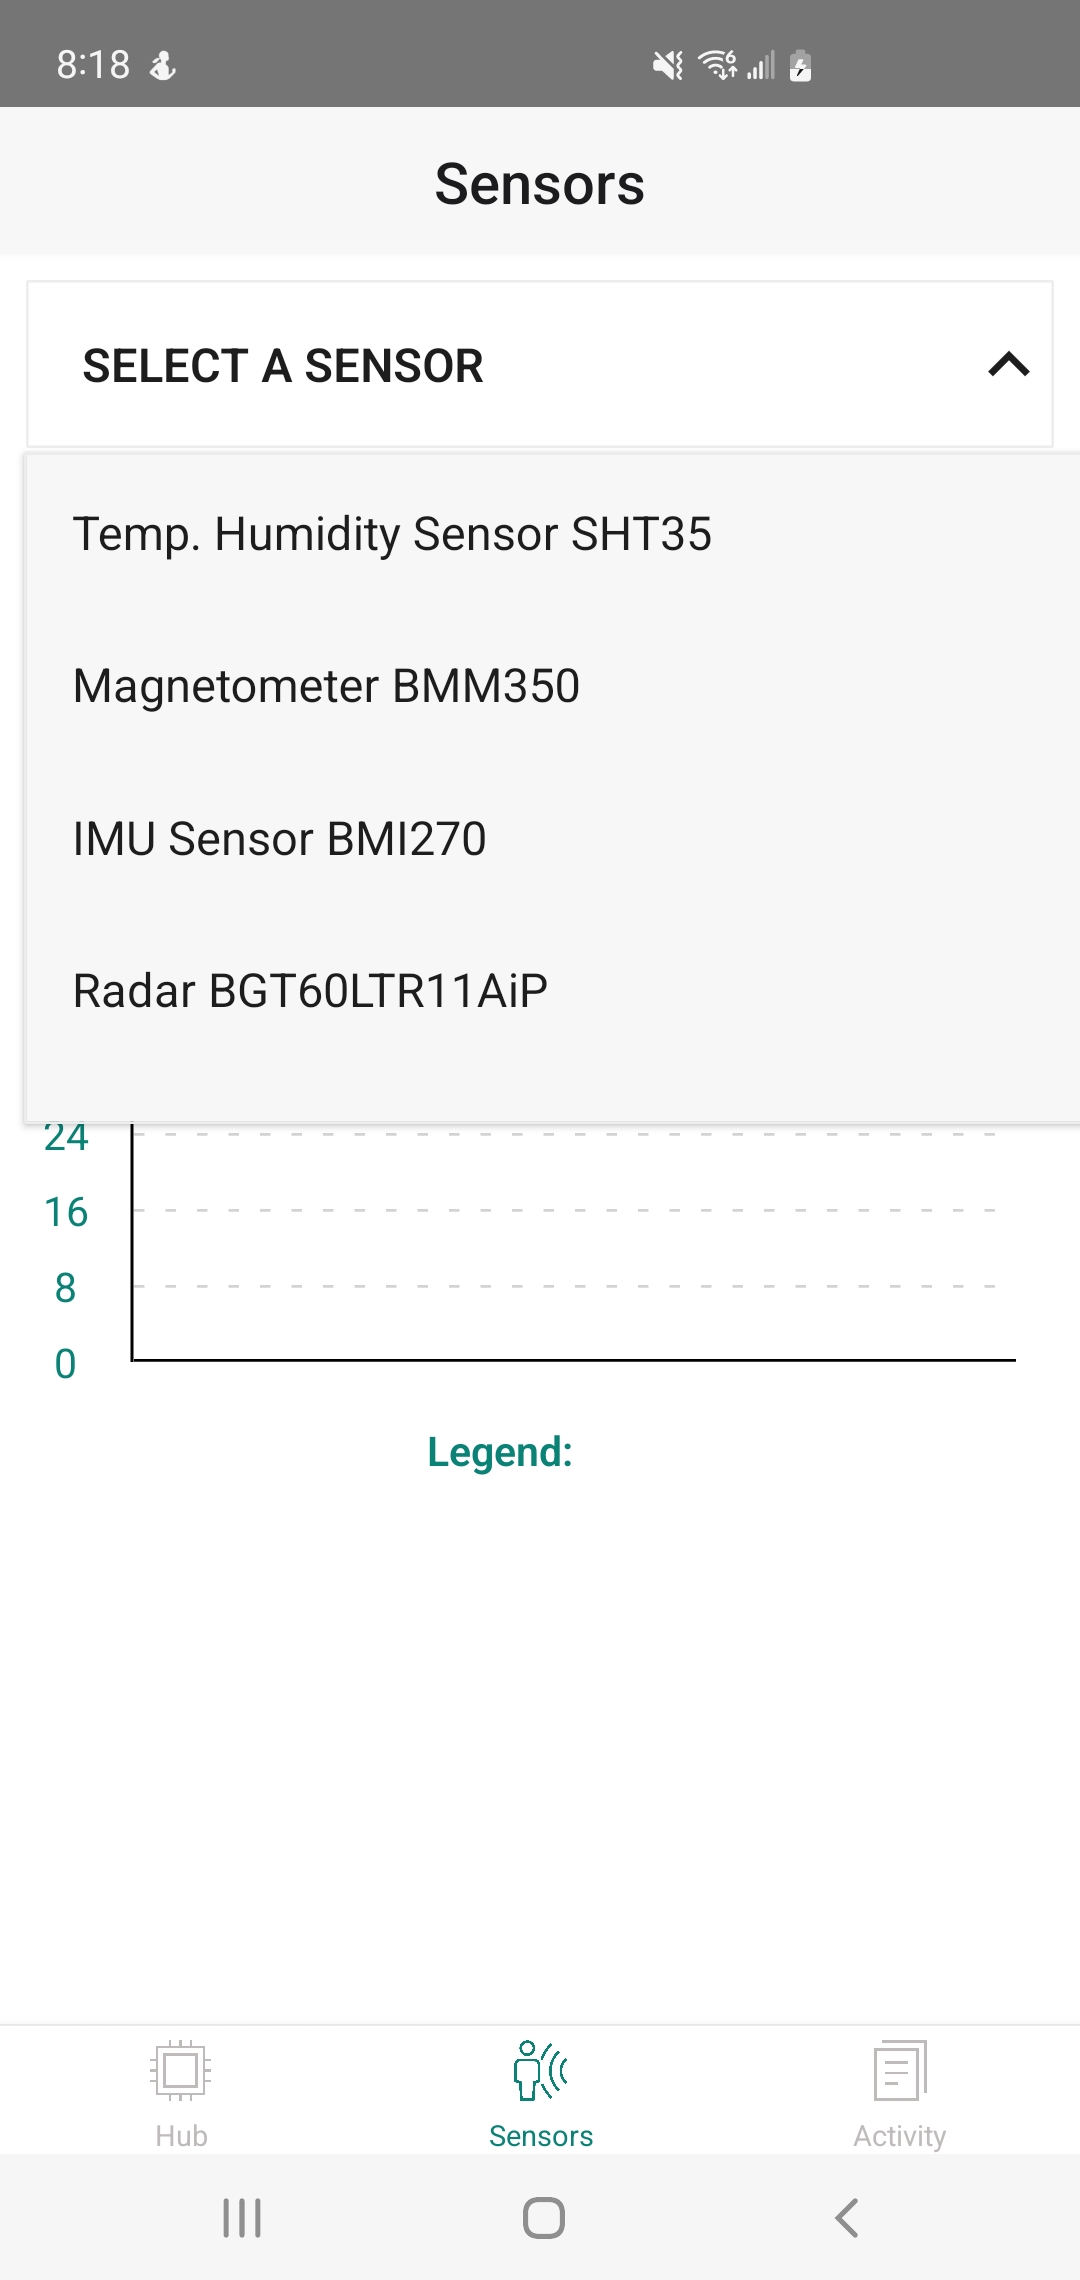 8:18
Sensors
SELECT A SENSOR
Temp. Humidity Sensor SHT35
Magnetometer BMM350
IMU Sensor BMI270
Radar BGT60LTR11AiP
24
16
8
0
Legend:
Hub Sensors Activity